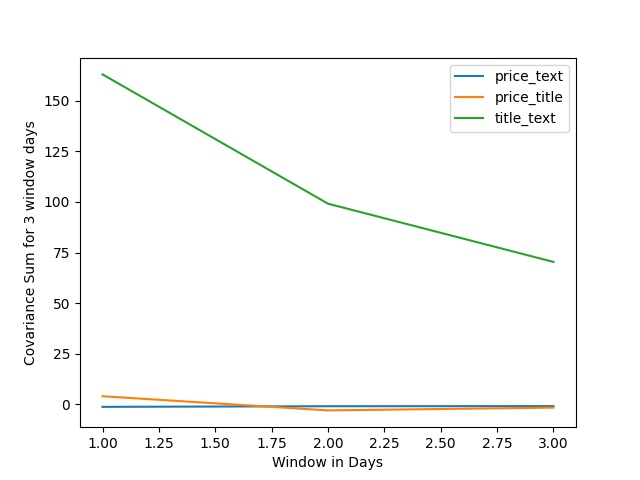 price_text
price_title
title_text
150
125
100
75
50
25
0
Covariance Sum for 3 window days
1.00 1.25 1.50 1.75 2.00 2.25 2.50 2.75 3.00
Window in Days